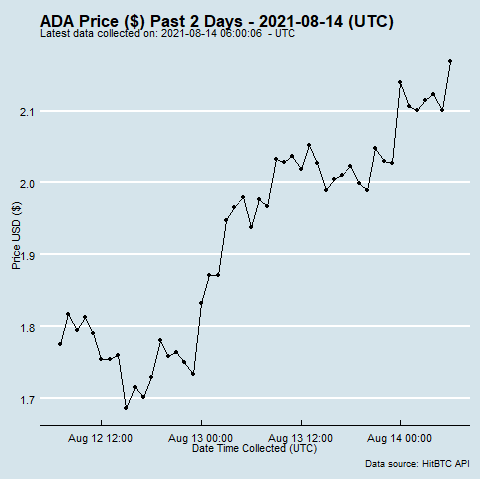 ADA Price ($) Past 2 Days - 2021-08-14 (UTC)
Latest data collected on: 2021-08-14 06:00:06 - UTC
Price USD ($)
2.1
2.0
1.9
1.8
1.7
Aug 12 12:00 Aug 13 00:00 Aug 13 12:00 Aug 14 00:00
Date Time Collected (UTC)
Data source: HitBTC API